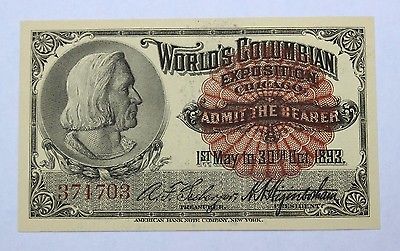 WORLD'S COLUMBIAN
EXPOSITION
CHICAGO
ADMIT THE BEARER
1ST May to 30TH Oct. 1893.
371703
TREASURER.
AMERICAN BANK NOTE COMPANY, NEW YORK.